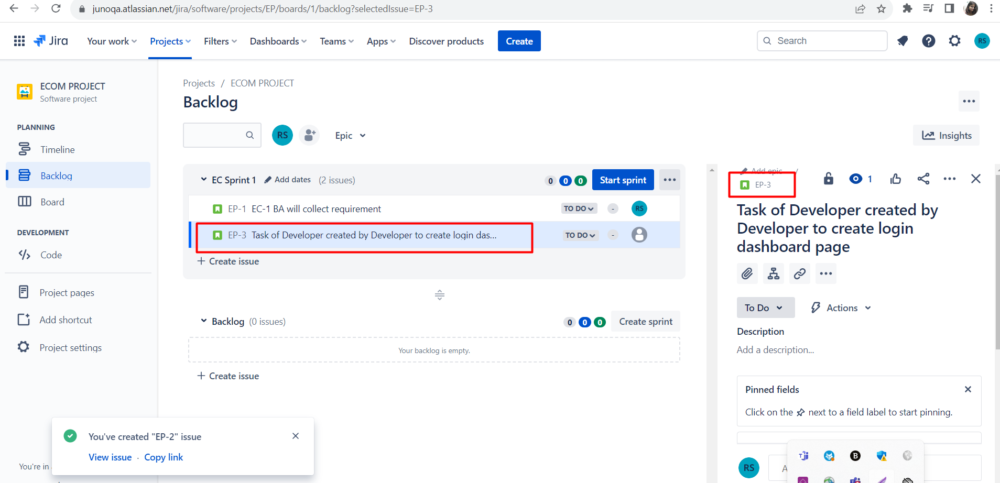 junoqa.atlassian.net/jira/software/projects/EP/boards/1/backlog?selectedIssue=EP-3
Jira Your work Projects Filters Dashboards Teams Apps Discover products Create Search RS
ECOM PROJECT
Software project
PLANNING
Timeline
Backlog
Board
DEVELOPMENT
Code
Project pages
Add shortcut
Project settings
You're in
Projects / ECOM PROJECT
Backlog
RS Epic Insights
EC Sprint 1 Add dates (2 issues) 0 0 0 Start sprint
EP-1 EC-1 BA will collect requirement TO DO - RS
EP-3 Task of Developer created by Developer to create login das... TO DO -
+ Create issue
Backlog (0 issues) 0 0 0 Create sprint
Your backlog is empty.
+ Create issue
You've created "EP-2" issue
View issue · Copy link
Add epic /
EP-3 1
Task of Developer created by
Developer to create login
dashboard page
To Do Actions
Description
Add a description...
Pinned fields
Click on the next to a field label to start pinning.
RS A